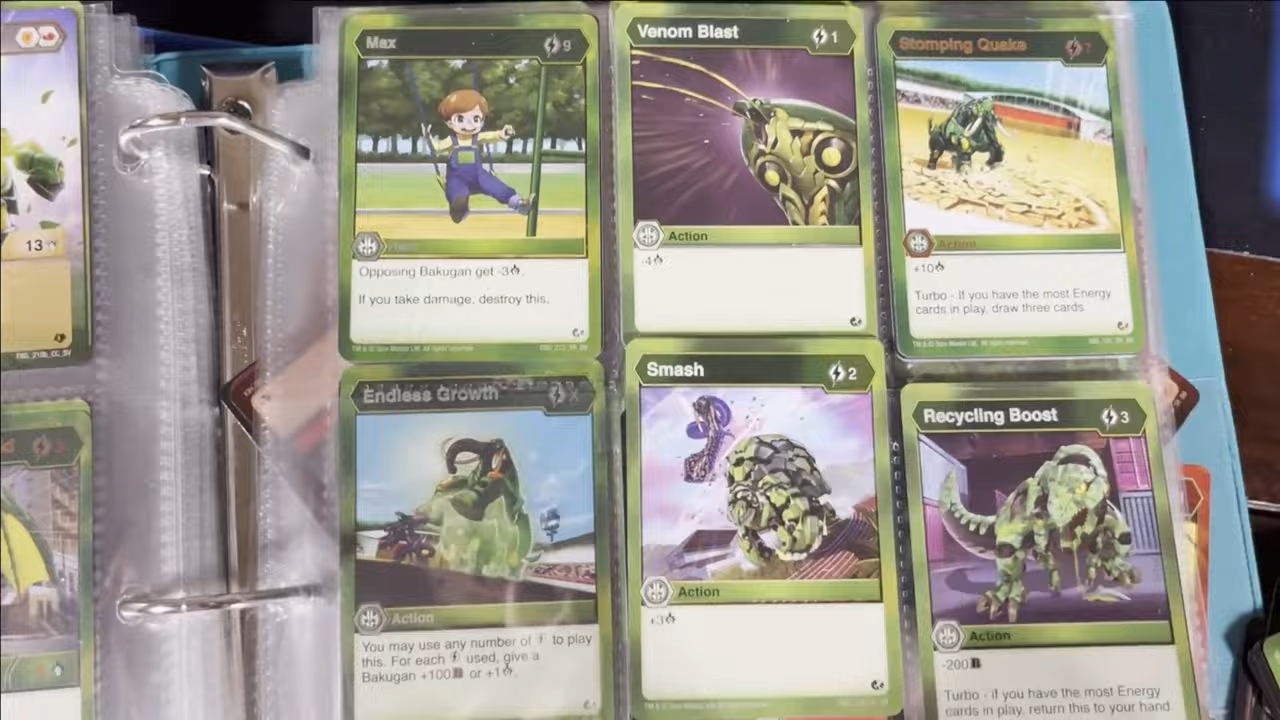 Max
9
Opposing Bakugan get -3
If you take damage, destroy this.
Venom Blast
1
Action
-4
Stomping Quake
7
Action
+10
Turbo - If you have the most Energy
cards in play, draw three cards
13
Endless Growth
X
Action
You may use any number of to play
this. For each used, give a
Bakugan +100 or +1.
Smash
2
Action
+3
Recycling Boost
3
Action
-200
Turbo - if you have the most Energy
cards in play, return this to your hand.